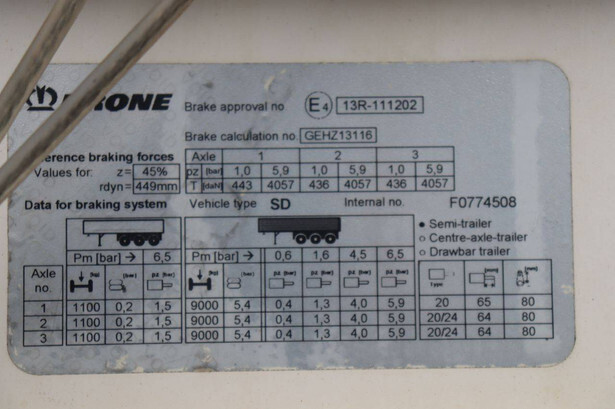 KRONE Brake approval no E4 13R-111202
Brake calculation no. GEHZ13116
erence braking forces Axle 1 2 3
Values for: z= 45% pz [bar] 1,0 5,9 1,0 5,9 1,0 5,9
rdyn= 449mm T [daN] 443 4057 436 4057 436 4057
Data for braking system Vehicle type SD Internal no. F0774508
Semi-trailer
Centre-axle-trailer
Drawbar trailer
Pm [bar] → 6,5 Pm [bar] → 0,6 1,6 4,5 6,5
Axle no.
1 1100 0,2 1,5 9000 5,4 0,4 1,3 4,0 5,9 20 65 80
2 1100 0,2 1,5 9000 5,4 0,4 1,3 4,0 5,9 20/24 64 80
3 1100 0,2 1,5 9000 5,4 0,4 1,3 4,0 5,9 20/24 64 80